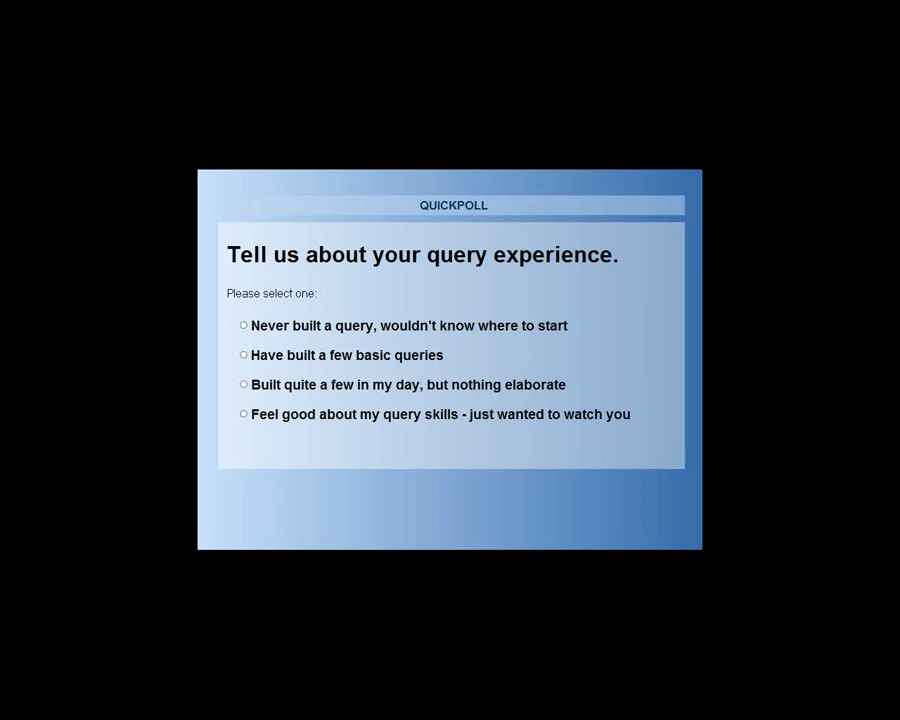 QUICKPOLL
Tell us about your query experience.
Please select one:
Never built a query, wouldn't know where to start
Have built a few basic queries
Built quite a few in my day, but nothing elaborate
Feel good about my query skills - just wanted to watch you